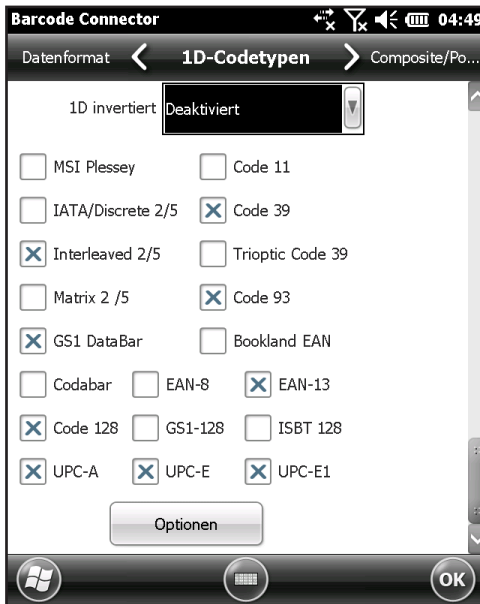 Barcode Connector 04:49
Datenformat 1D-Codetypen Composite/Po...
1D invertiert Deaktiviert
MSI Plessey Code 11
IATA/Discrete 2/5 Code 39
Interleaved 2/5 Trioptic Code 39
Matrix 2 /5 Code 93
GS1 DataBar Bookland EAN
Codabar EAN-8 EAN-13
Code 128 GS1-128 ISBT 128
UPC-A UPC-E UPC-E1
Optionen
OK